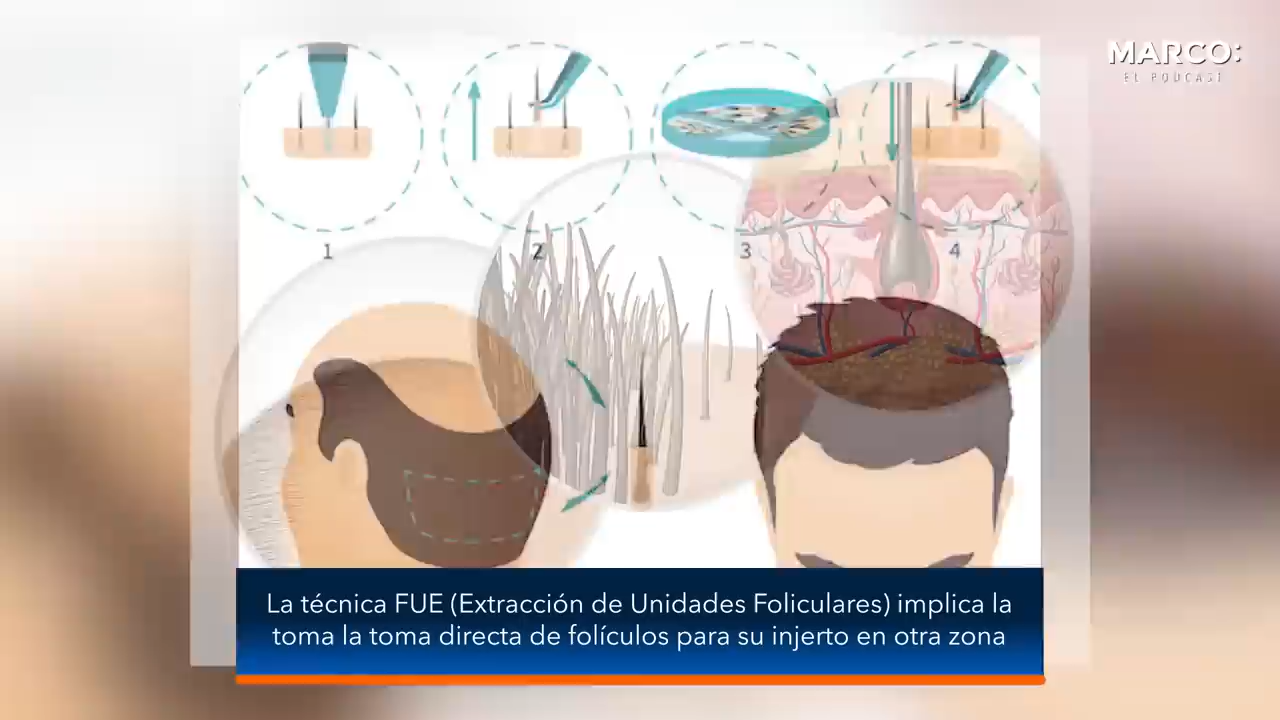 MARCO:
EL PODCAST
1
2
3
4
La técnica FUE (Extracción de Unidades Foliculares) implica la
toma la toma directa de folículos para su injerto en otra zona